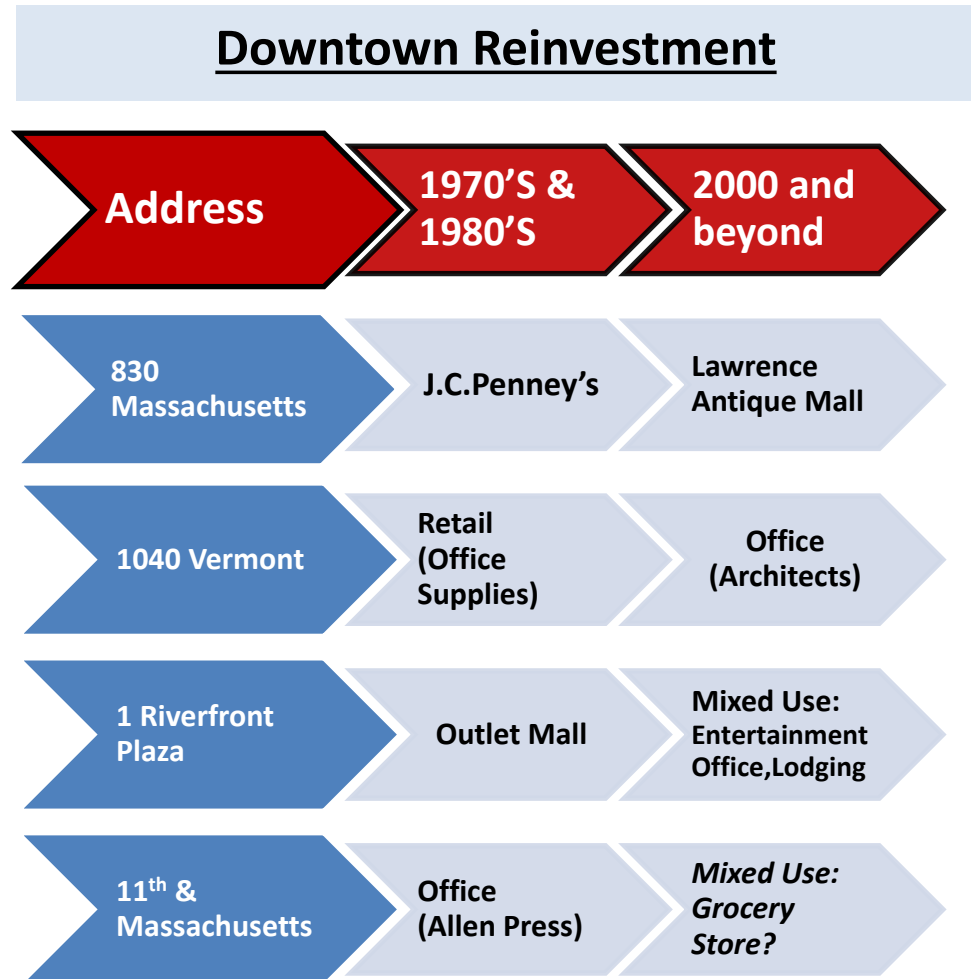 Downtown Reinvestment
Address
1970’S &
1980’S
2000 and
beyond
830
Massachusetts
J.C.Penney’s
Lawrence
Antique Mall
1040 Vermont
Retail
(Office
Supplies)
Office
(Architects)
1 Riverfront
Plaza
Outlet Mall
Mixed Use:
Entertainment
Office,Lodging
11th &
Massachusetts
Office
(Allen Press)
Mixed Use:
Grocery
Store?